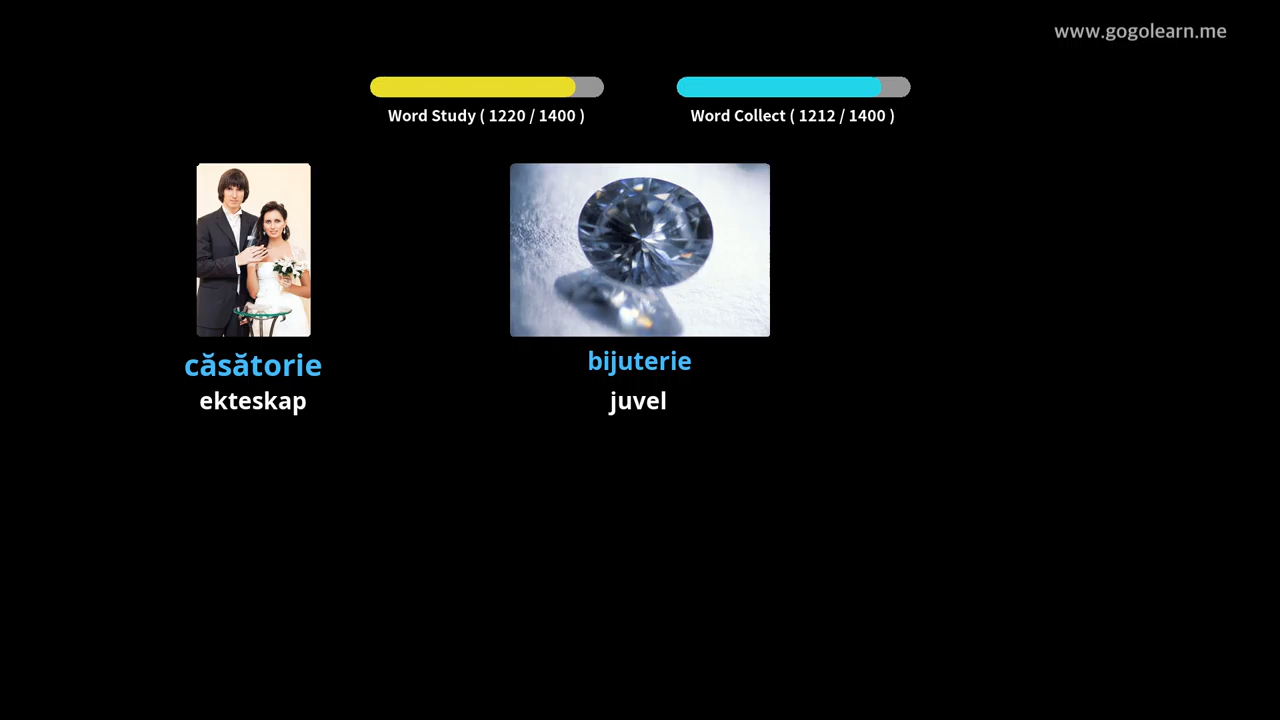 www.gogolearn.me
Word Study ( 1220 / 1400 )
Word Collect ( 1212 / 1400 )
căsătorie
ekteskap
bijuterie
juvel